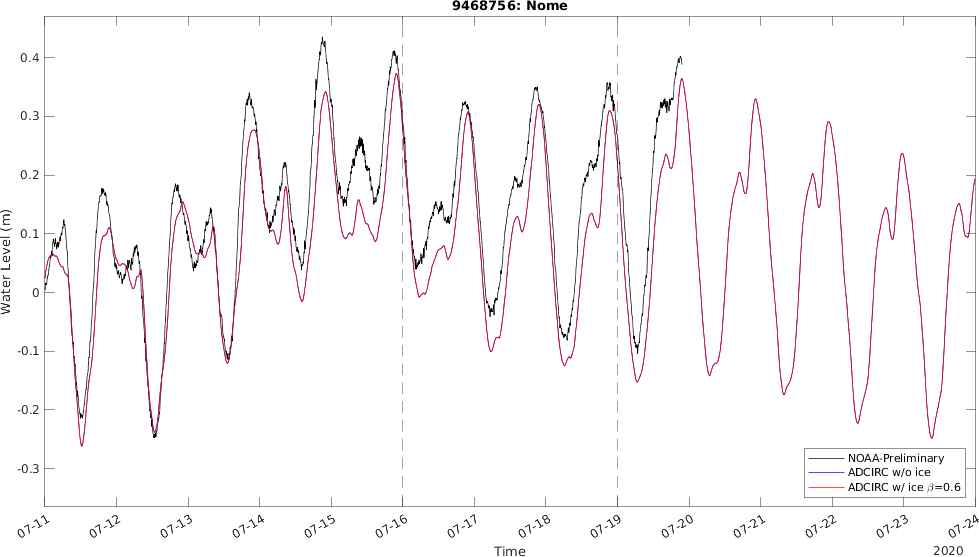 9468756: Nome
Water Level (m)
0.4
0.3
0.2
0.1
0
-0.1
-0.2
-0.3
NOAA-Preliminary
ADCIRC w/o ice
ADCIRC w/ ice β=0.6
07-11 07-12 07-13 07-14 07-15 07-16 07-17 07-18 07-19 07-20 07-21 07-22 07-23 07-24
Time
2020